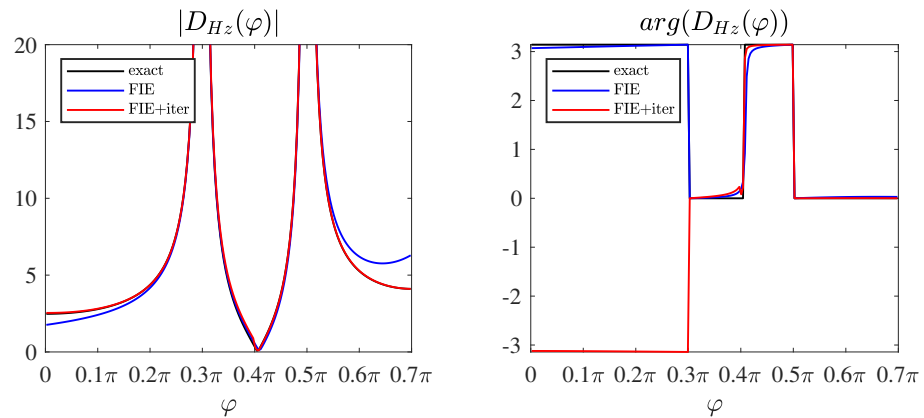 |D_{Hz}(φ)|
20
15
10
5
0
exact
FIE
FIE+iter
0 0.1π 0.2π 0.3π 0.4π 0.5π 0.6π 0.7π
φ
arg(D_{Hz}(φ))
3
2
1
0
-1
-2
-3
exact
FIE
FIE+iter
0 0.1π 0.2π 0.3π 0.4π 0.5π 0.6π 0.7π
φ